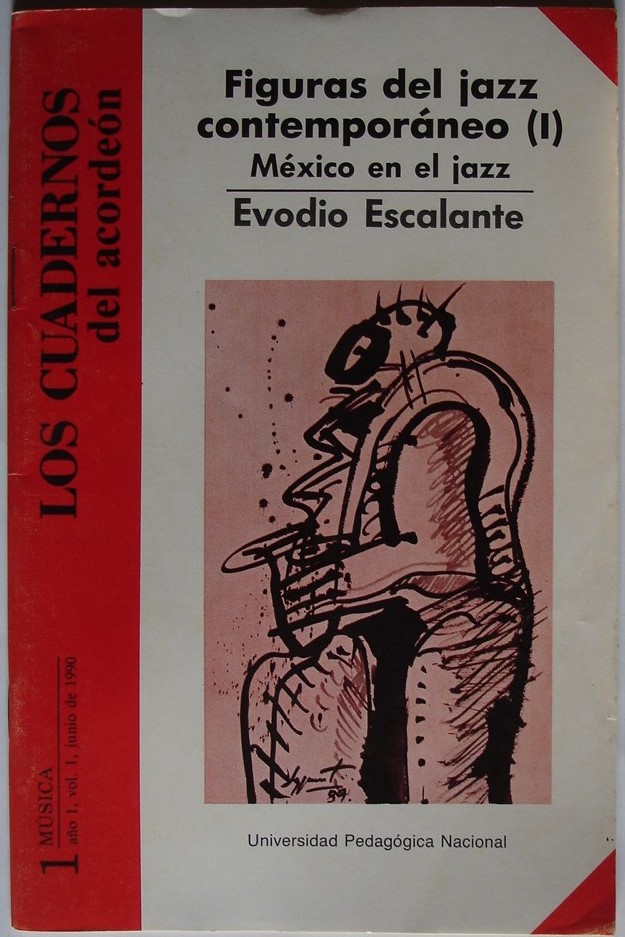 LOS CUADERNOS
del acordeón
1
MÚSICA
año 1, vol. 1, junio de 1990
Figuras del jazz
contemporáneo (I)
México en el jazz
Evodio Escalante
Universidad Pedagógica Nacional